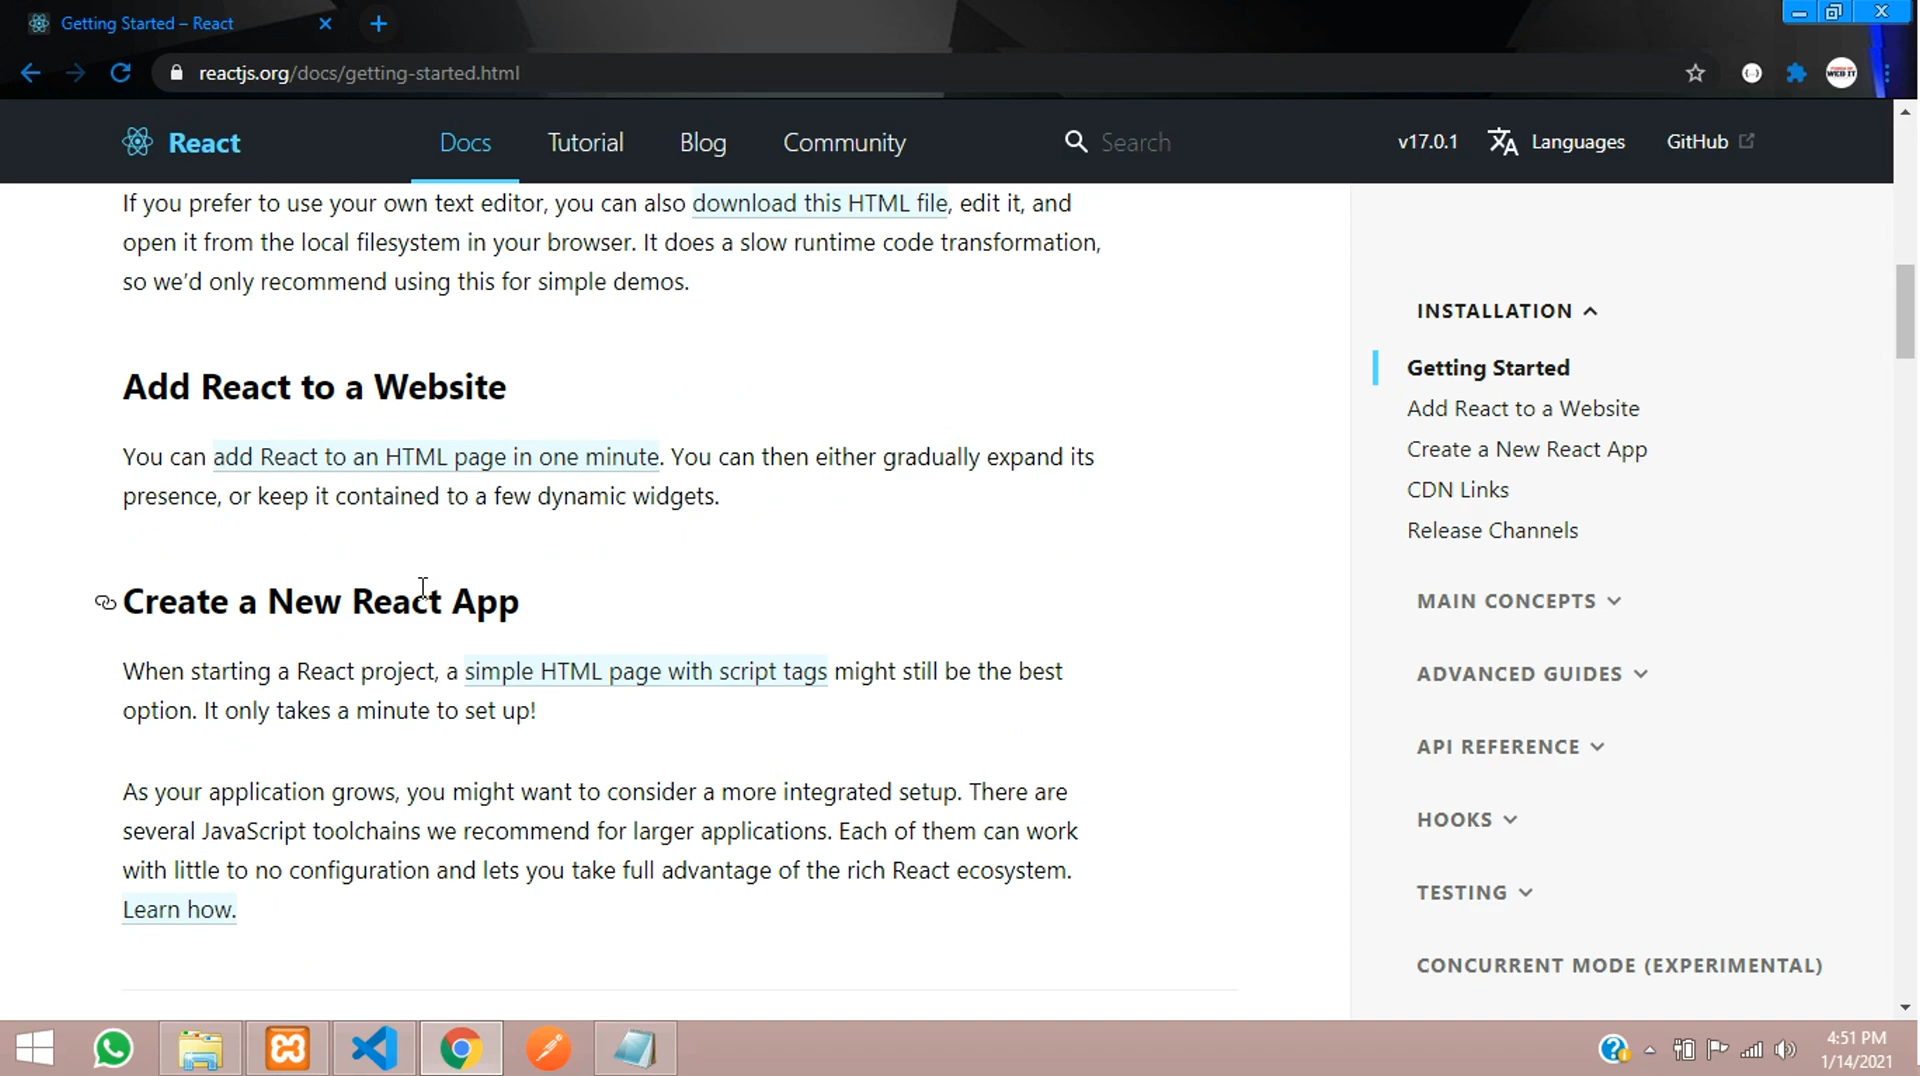 Getting Started – React
reactjs.org/docs/getting-started.html
WEB IT
React
Docs
Tutorial
Blog
Community
Search
v17.0.1
Languages
GitHub
If you prefer to use your own text editor, you can also download this HTML file, edit it, and
open it from the local filesystem in your browser. It does a slow runtime code transformation,
so we’d only recommend using this for simple demos.
Add React to a Website
You can add React to an HTML page in one minute. You can then either gradually expand its
presence, or keep it contained to a few dynamic widgets.
Create a New React App
When starting a React project, a simple HTML page with script tags might still be the best
option. It only takes a minute to set up!
As your application grows, you might want to consider a more integrated setup. There are
several JavaScript toolchains we recommend for larger applications. Each of them can work
with little to no configuration and lets you take full advantage of the rich React ecosystem.
Learn how.
INSTALLATION
Getting Started
Add React to a Website
Create a New React App
CDN Links
Release Channels
MAIN CONCEPTS
ADVANCED GUIDES
API REFERENCE
HOOKS
TESTING
CONCURRENT MODE (EXPERIMENTAL)
4:51 PM
1/14/2021